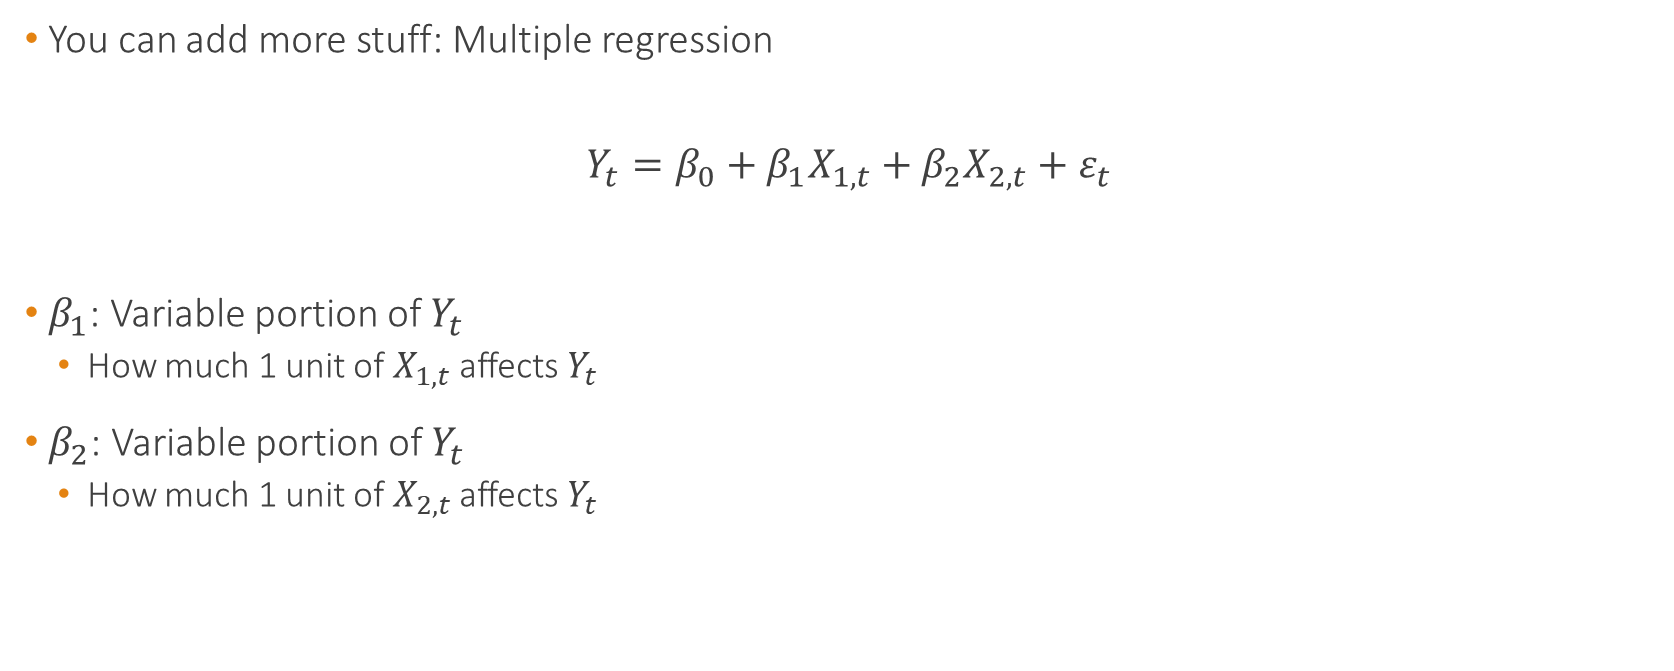 • You can add more stuff: Multiple regression
Yₜ = β₀ + β₁X₁,ₜ + β₂X₂,ₜ + εₜ
• β₁: Variable portion of Yₜ
• How much 1 unit of X₁,ₜ affects Yₜ
• β₂: Variable portion of Yₜ
• How much 1 unit of X₂,ₜ affects Yₜ